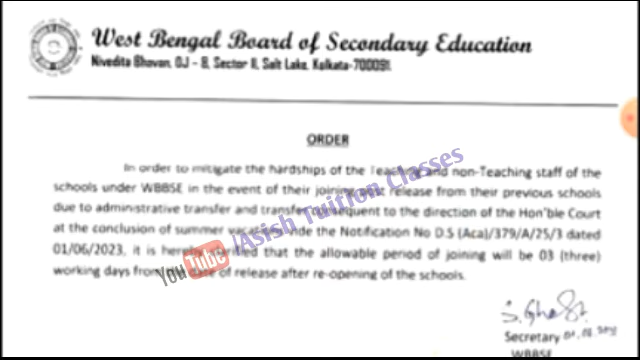 West Bengal Board of Secondary Education
Nivedita Bhavan, DJ - 8, Sector II, Salt Lake, Kolkata-700091
ORDER
In order to mitigate the hardships of the Teaching and non-Teaching staff of the
schools under WBBSE in the event of their joining post release from their previous schools
due to administrative transfer and transfer subsequent to the direction of the Hon'ble Court
at the conclusion of summer vacation vide the Notification No D.S (Aca)/379/A/25/3 dated
01/06/2023, it is hereby that the allowable period of joining will be 03 (three)
working days from the date of release after re-opening of the schools.
YouTube /Asish Tuition Classes
S. Ghosh
Secretary
WBBSE